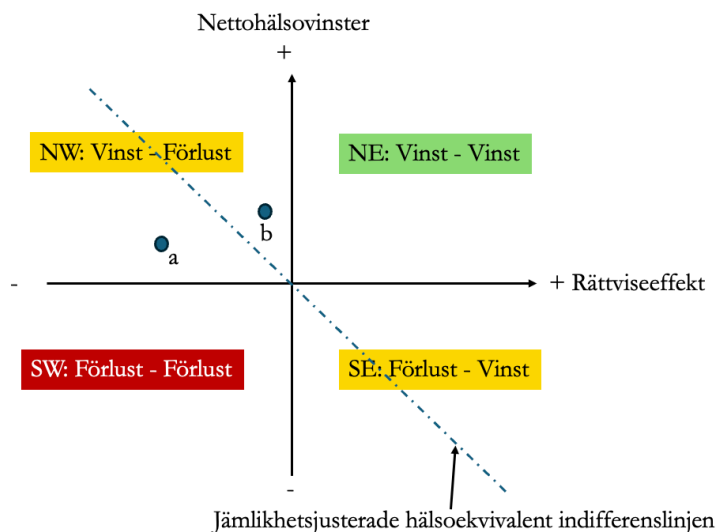 Nettohälsovinster
+
NW: Vinst - Förlust
NE: Vinst - Vinst
b
a
-
+ Rättviseeffekt
SW: Förlust - Förlust
SE: Förlust - Vinst
-
Jämlikhetsjusterade hälsoekvivalent indifferenslinjen